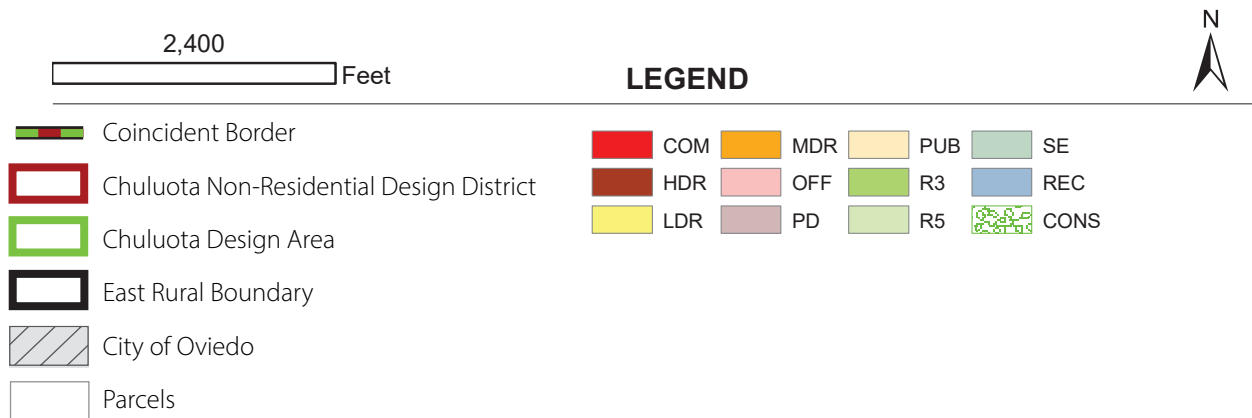 N
2,400
Feet
LEGEND
Coincident Border
Chuluota Non-Residential Design District
Chuluota Design Area
East Rural Boundary
City of Oviedo
Parcels
COM MDR PUB SE
HDR OFF R3 REC
LDR PD R5 CONS